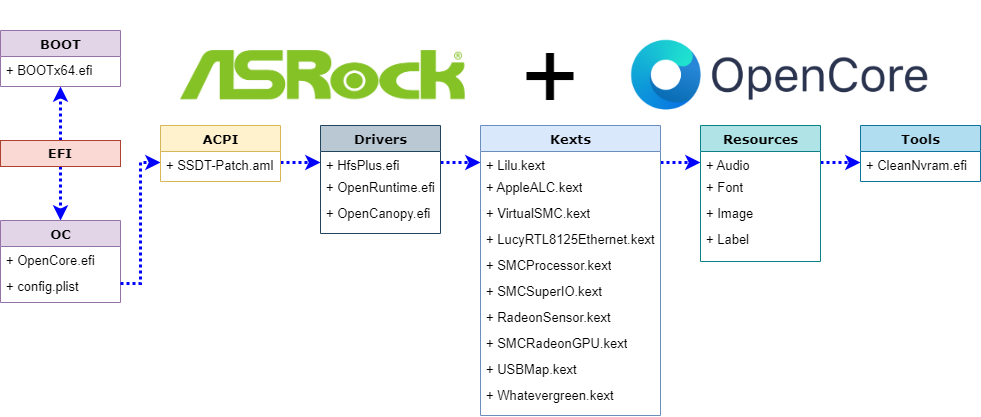 ASRock
+
OpenCore
BOOT
+ BOOTx64.efi
EFI
OC
+ OpenCore.efi
+ config.plist
ACPI
+ SSDT-Patch.aml
Drivers
+ HfsPlus.efi
+ OpenRuntime.efi
+ OpenCanopy.efi
Kexts
+ Lilu.kext
+ AppleALC.kext
+ VirtualSMC.kext
+ LucyRTL8125Ethernet.kext
+ SMCProcessor.kext
+ SMCSuperIO.kext
+ RadeonSensor.kext
+ SMCRadeonGPU.kext
+ USBMap.kext
+ Whatevergreen.kext
Resources
+ Audio
+ Font
+ Image
+ Label
Tools
+ CleanNvram.efi